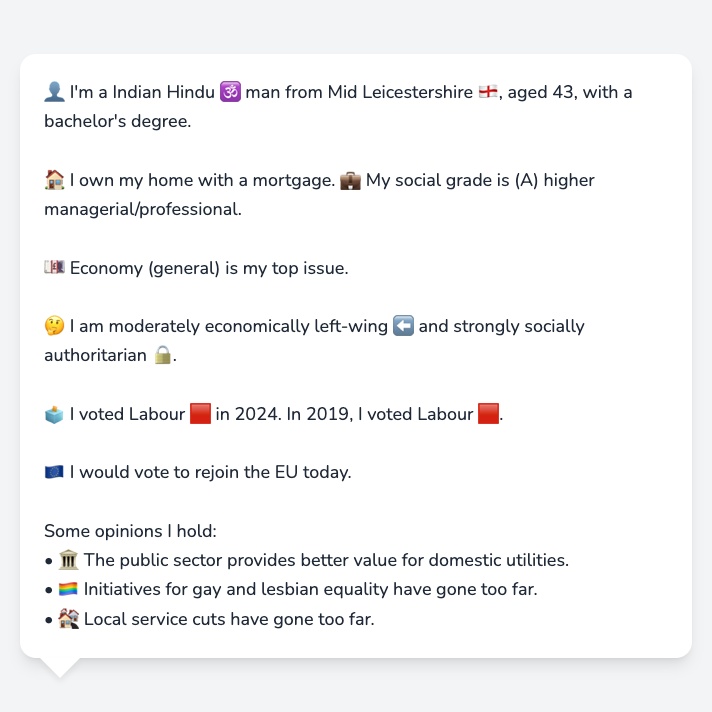 👤 I'm a Indian Hindu 🕉️ man from Mid Leicestershire 🏴󠁧󠁢󠁥󠁮󠁧󠁿, aged 43, with a
bachelor's degree.
🏠 I own my home with a mortgage. 💼 My social grade is (A) higher
managerial/professional.
💷 Economy (general) is my top issue.
🤔 I am moderately economically left-wing ⬅️ and strongly socially
authoritarian 🔒.
🗳️ I voted Labour 🟥 in 2024. In 2019, I voted Labour 🟥.
🇪🇺 I would vote to rejoin the EU today.
Some opinions I hold:
• 🏛️ The public sector provides better value for domestic utilities.
• 🏳️‍🌈 Initiatives for gay and lesbian equality have gone too far.
• 🏘️ Local service cuts have gone too far.